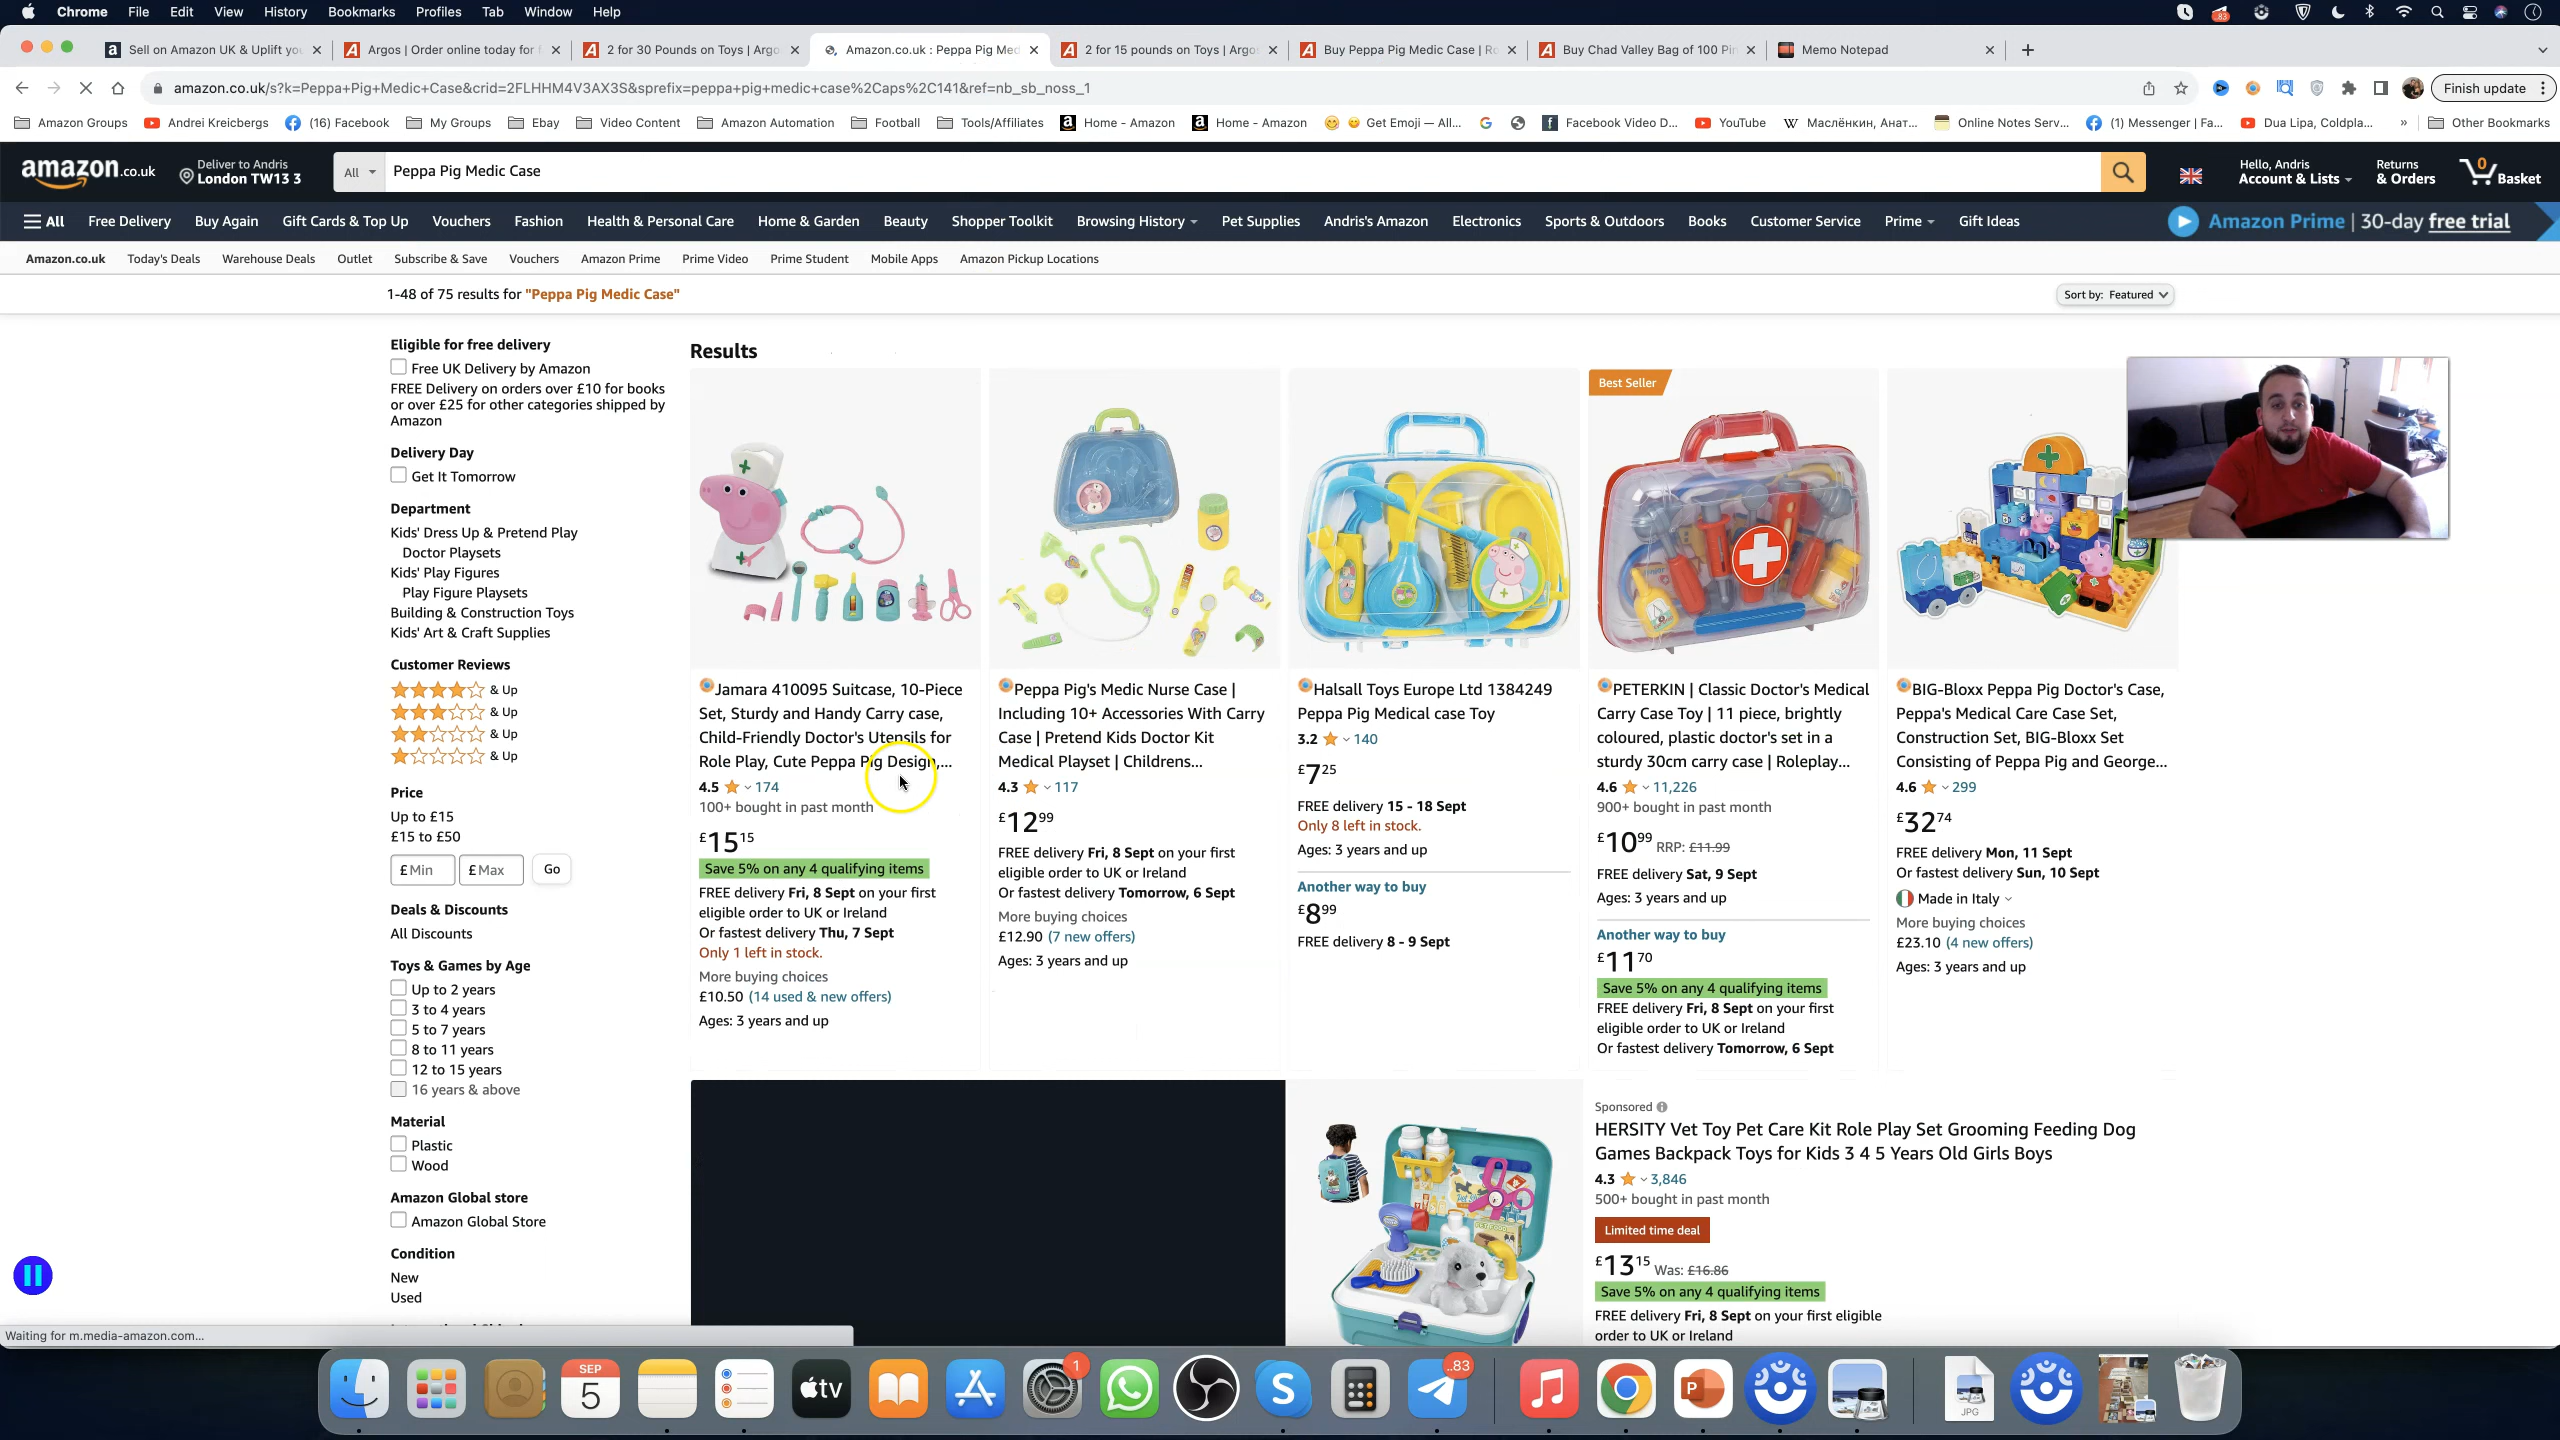 Chrome File Edit View History Bookmarks Profiles Tab Window Help
83
Sell on Amazon UK & Uplift yo
Argos | Order online today for
2 for 30 Pounds on Toys | Argo
Amazon.co.uk : Peppa Pig Med
2 for 15 pounds on Toys | Argo
Buy Peppa Pig Medic Case | Ro
Buy Chad Valley Bag of 100 Pi
Memo Notepad
amazon.co.uk/s?k=Peppa+Pig+Medic+Case&crid=2FLHHM4V3AX3S&sprefix=peppa+pig+medic+case%2Caps%2C141&ref=nb_sb_noss_1
Finish update
Amazon Groups
Andrei Kreicbergs
(16) Facebook
My Groups
Ebay
Video Content
Amazon Automation
Football
Tools/Affiliates
Home - Amazon
Home - Amazon
Get Emoji — All...
Facebook Video D...
YouTube
Маслёнкин, Анат...
Online Notes Serv...
(1) Messenger | Fa...
Dua Lipa, Coldpla...
»
Other Bookmarks
amazon.co.uk
Deliver to Andris
London TW13 3
All
Peppa Pig Medic Case
Hello, Andris
Account & Lists
Returns
& Orders
0
Basket
All Free Delivery Buy Again Gift Cards & Top Up Vouchers Fashion Health & Personal Care Home & Garden Beauty Shopper Toolkit Browsing History Pet Supplies Andris's Amazon Electronics Sports & Outdoors Books Customer Service Prime Gift Ideas
Amazon Prime | 30-day free trial
Amazon.co.uk Today's Deals Warehouse Deals Outlet Subscribe & Save Vouchers Amazon Prime Prime Video Prime Student Mobile Apps Amazon Pickup Locations
1-48 of 75 results for "Peppa Pig Medic Case"
Sort by: Featured
Eligible for free delivery
Free UK Delivery by Amazon
FREE Delivery on orders over £10 for books
or over £25 for other categories shipped by
Amazon
Delivery Day
Get It Tomorrow
Department
Kids' Dress Up & Pretend Play
Doctor Playsets
Kids' Play Figures
Play Figure Playsets
Building & Construction Toys
Kids' Art & Craft Supplies
Customer Reviews
& Up
& Up
& Up
& Up
Price
Up to £15
£15 to £50
£ Min
£ Max
Go
Deals & Discounts
All Discounts
Toys & Games by Age
Up to 2 years
3 to 4 years
5 to 7 years
8 to 11 years
12 to 15 years
16 years & above
Material
Plastic
Wood
Amazon Global store
Amazon Global Store
Condition
New
Used
Results
Jamara 410095 Suitcase, 10-Piece
Set, Sturdy and Handy Carry case,
Child-Friendly Doctor's Utensils for
Role Play, Cute Peppa Pig Design,...
4.5 174
100+ bought in past month
£15 15
Save 5% on any 4 qualifying items
FREE delivery Fri, 8 Sept on your first
eligible order to UK or Ireland
Or fastest delivery Thu, 7 Sept
Only 1 left in stock.
More buying choices
£10.50 (14 used & new offers)
Ages: 3 years and up
Peppa Pig's Medic Nurse Case |
Including 10+ Accessories With Carry
Case | Pretend Kids Doctor Kit
Medical Playset | Childrens...
4.3 117
£12 99
FREE delivery Fri, 8 Sept on your first
eligible order to UK or Ireland
Or fastest delivery Tomorrow, 6 Sept
More buying choices
£12.90 (7 new offers)
Ages: 3 years and up
Halsall Toys Europe Ltd 1384249
Peppa Pig Medical case Toy
3.2 140
£7 25
FREE delivery 15 - 18 Sept
Only 8 left in stock.
Ages: 3 years and up
Another way to buy
£8 99
FREE delivery 8 - 9 Sept
Best Seller
PETERKIN | Classic Doctor's Medical
Carry Case Toy | 11 piece, brightly
coloured, plastic doctor's set in a
sturdy 30cm carry case | Roleplay...
4.6 11,226
900+ bought in past month
£10 99 RRP: £11.99
FREE delivery Sat, 9 Sept
Ages: 3 years and up
Another way to buy
£11 70
Save 5% on any 4 qualifying items
FREE delivery Fri, 8 Sept on your first
eligible order to UK or Ireland
Or fastest delivery Tomorrow, 6 Sept
BIG-Bloxx Peppa Pig Doctor's Case,
Peppa's Medical Care Case Set,
Construction Set, BIG-Bloxx Set
Consisting of Peppa Pig and George...
4.6 299
£32 74
FREE delivery Mon, 11 Sept
Or fastest delivery Sun, 10 Sept
Made in Italy
More buying choices
£23.10 (4 new offers)
Ages: 3 years and up
Sponsored
HERSITY Vet Toy Pet Care Kit Role Play Set Grooming Feeding Dog
Games Backpack Toys for Kids 3 4 5 Years Old Girls Boys
4.3 3,846
500+ bought in past month
Limited time deal
£13 15 Was: £16.86
Save 5% on any 4 qualifying items
FREE delivery Fri, 8 Sept on your first eligible
order to UK or Ireland
Waiting for m.media-amazon.com...
SEP
5
tv
1
..83
JPG